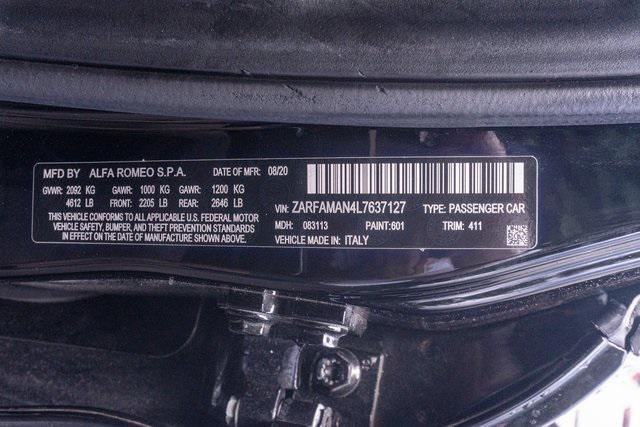 MFD BY ALFA ROMEO S.P.A. DATE OF MFR: 08/20
GVWR: 2092 KG GAWR: 1000 KG GAWR: 1200 KG
4612 LB FRONT: 2205 LB REAR: 2646 LB
THIS VEHICLE CONFORMS TO ALL APPLICABLE U.S. FEDERAL MOTOR
VEHICLE SAFETY, BUMPER, AND THEFT PREVENTION STANDARDS
IN EFFECT ON THE DATE OF MANUFACTURE SHOWN ABOVE.
VIN: ZARFAMAN4L7637127 TYPE: PASSENGER CAR
MDH: 083113 PAINT:601 TRIM: 411
VEHICLE MADE IN: ITALY